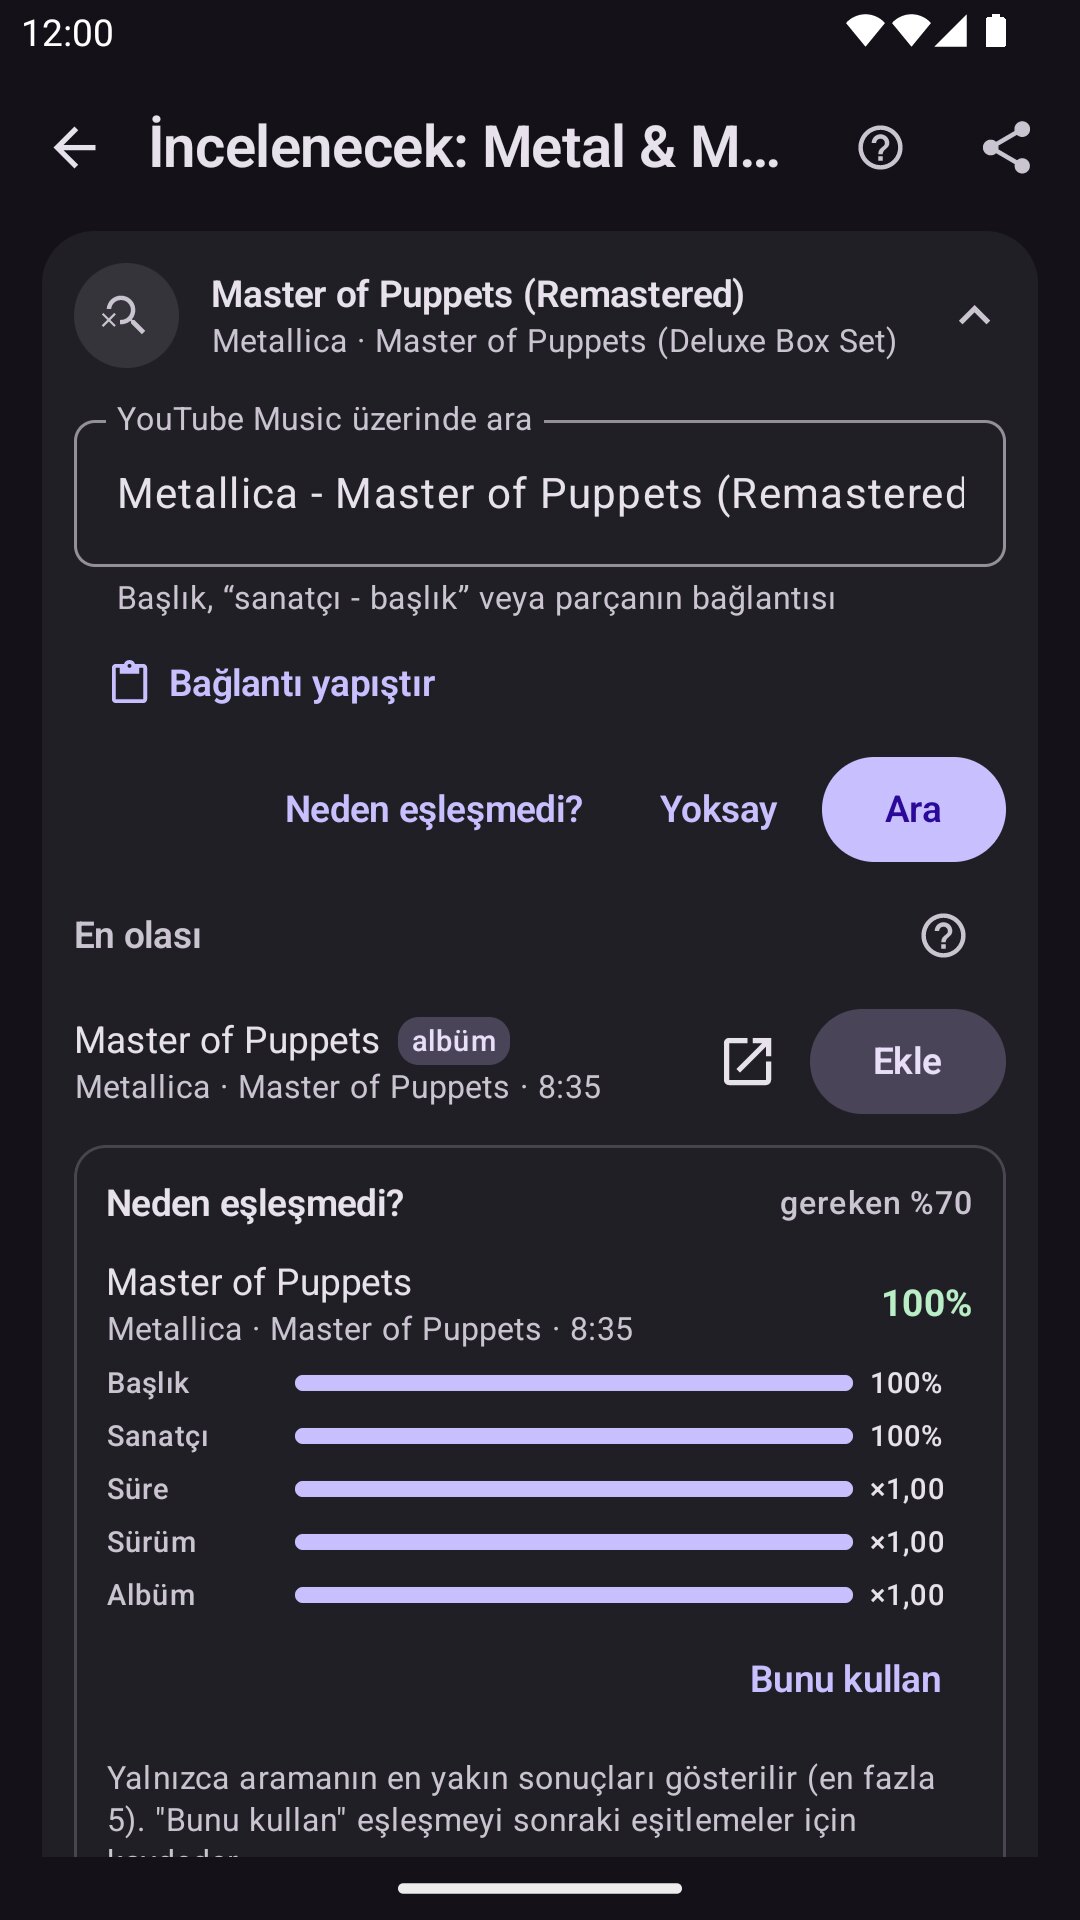 12:00
İncelenecek: Metal & M...
Master of Puppets (Remastered)
Metallica · Master of Puppets (Deluxe Box Set)
YouTube Music üzerinde ara
Metallica - Master of Puppets (Remastered
Başlık, “sanatçı - başlık” veya parçanın bağlantısı
Bağlantı yapıştır
Neden eşleşmedi?
Yoksay
Ara
En olası
Master of Puppets albüm
Metallica · Master of Puppets · 8:35
Ekle
Neden eşleşmedi?
gereken %70
Master of Puppets
Metallica · Master of Puppets · 8:35
100%
Başlık 100%
Sanatçı 100%
Süre ×1,00
Sürüm ×1,00
Albüm ×1,00
Bunu kullan
Yalnızca aramanın en yakın sonuçları gösterilir (en fazla
5). "Bunu kullan" eşleşmeyi sonraki eşitlemeler için